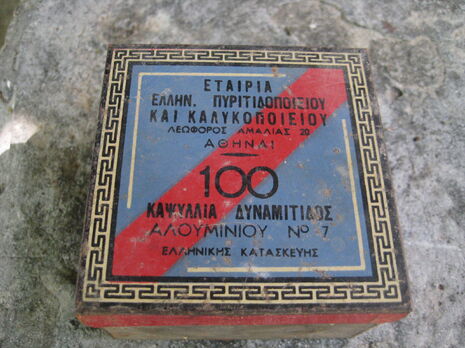 ΕΤΑΙΡΙΑ
ΕΛΛΗΝ. ΠΥΡΙΤΙΔΟΠΟΙΕΙΟΥ
ΚΑΙ ΚΑΛΥΚΟΠΟΙΕΙΟΥ
ΛΕΩΦΟΡΟΣ ΑΜΑΛΙΑΣ 20
ΑΘΗΝΑΙ
100
ΚΑΨΥΛΛΙΑ ΔΥΝΑΜΙΤΙΔΟΣ
ΑΛΟΥΜΙΝΙΟΥ Νο 7
ΕΛΛΗΝΙΚΗΣ ΚΑΤΑΣΚΕΥΗΣ